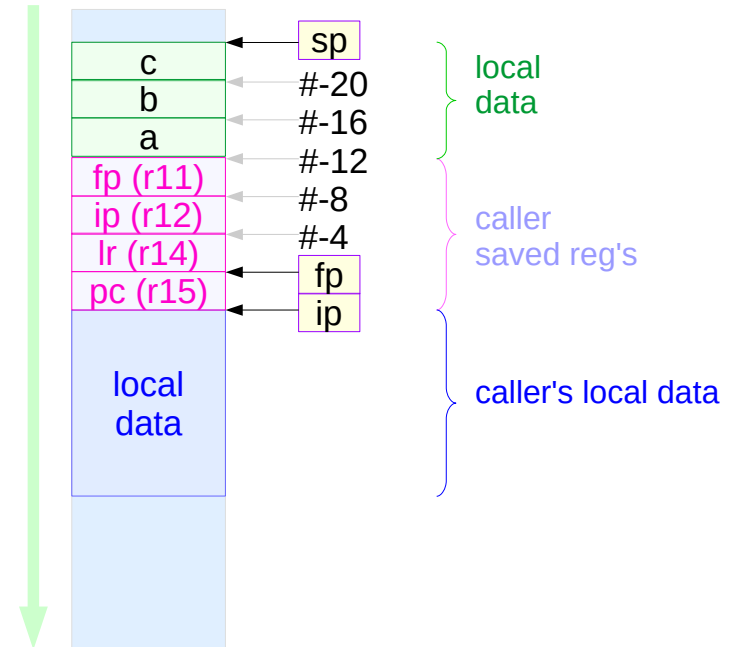 sp
c
#-20
b
#-16
a
#-12
fp (r11)
#-8
ip (r12)
#-4
lr (r14)
fp
pc (r15)
ip
local
data
local
data
caller
saved reg's
caller's local data